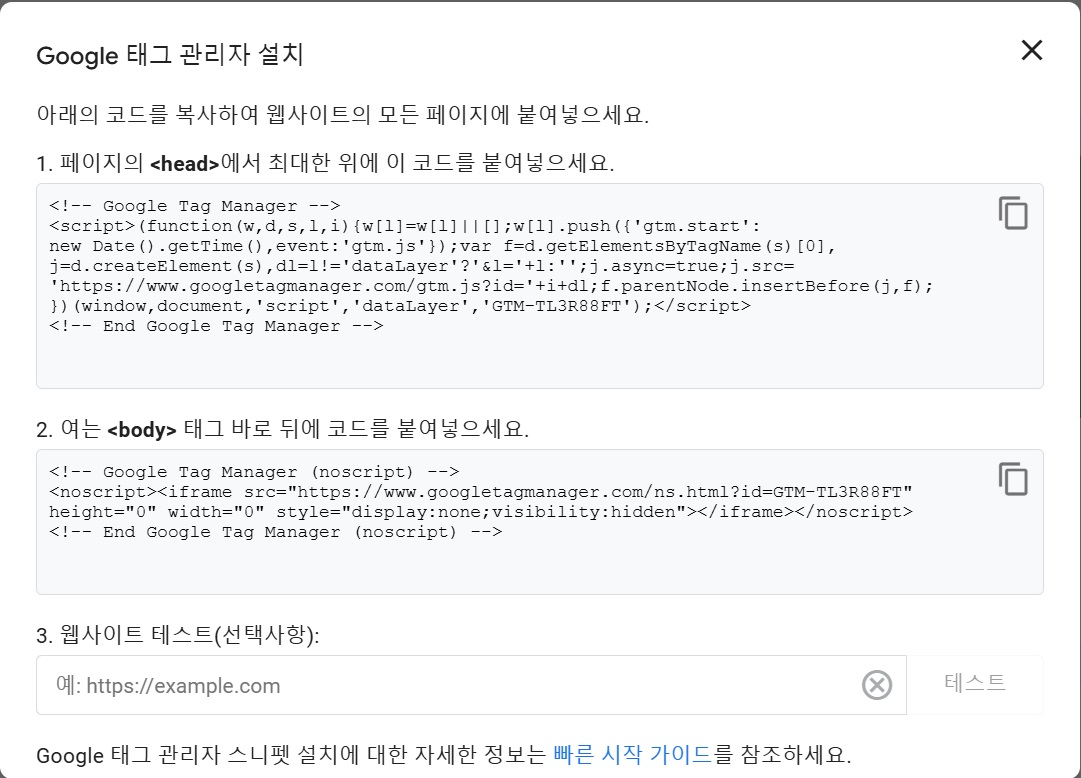 Google 태그 관리자 설치
아래의 코드를 복사하여 웹사이트의 모든 페이지에 붙여넣으세요.
1. 페이지의 <head>에서 최대한 위에 이 코드를 붙여넣으세요.
<!-- Google Tag Manager -->
<script>(function(w,d,s,l,i){w[l]=w[l]||[];w[l].push({'gtm.start':
new Date().getTime(),event:'gtm.js'});var f=d.getElementsByTagName(s)[0],
j=d.createElement(s),dl=l!='dataLayer'?'&l='+l:'';j.async=true;j.src=
'https://www.googletagmanager.com/gtm.js?id='+i+dl;f.parentNode.insertBefore(j,f);
})(window,document,'script','dataLayer','GTM-TL3R88FT');</script>
<!-- End Google Tag Manager -->
2. 여는 <body> 태그 바로 뒤에 코드를 붙여넣으세요.
<!-- Google Tag Manager (noscript) -->
<noscript><iframe src="https://www.googletagmanager.com/ns.html?id=GTM-TL3R88FT"
height="0" width="0" style="display:none;visibility:hidden"></iframe></noscript>
<!-- End Google Tag Manager (noscript) -->
3. 웹사이트 테스트(선택사항):
예: https://example.com
테스트
Google 태그 관리자 스니펫 설치에 대한 자세한 정보는 빠른 시작 가이드를 참조하세요.